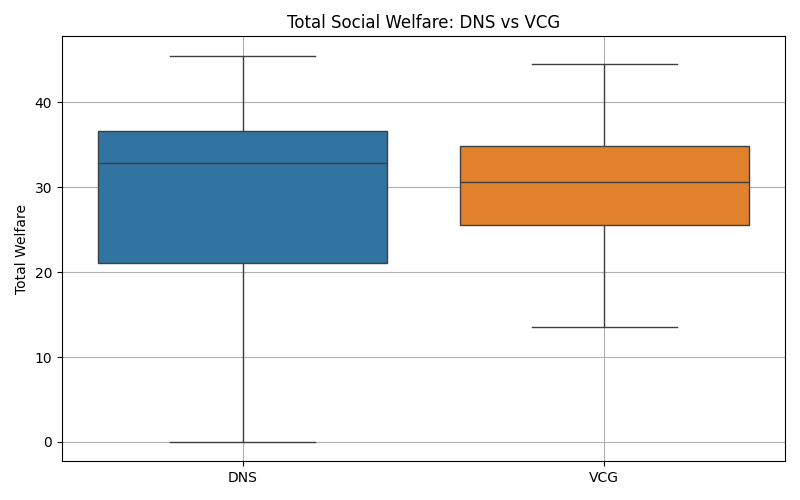 Total Social Welfare: DNS vs VCG
Total Welfare
40
30
20
10
0
DNS
VCG